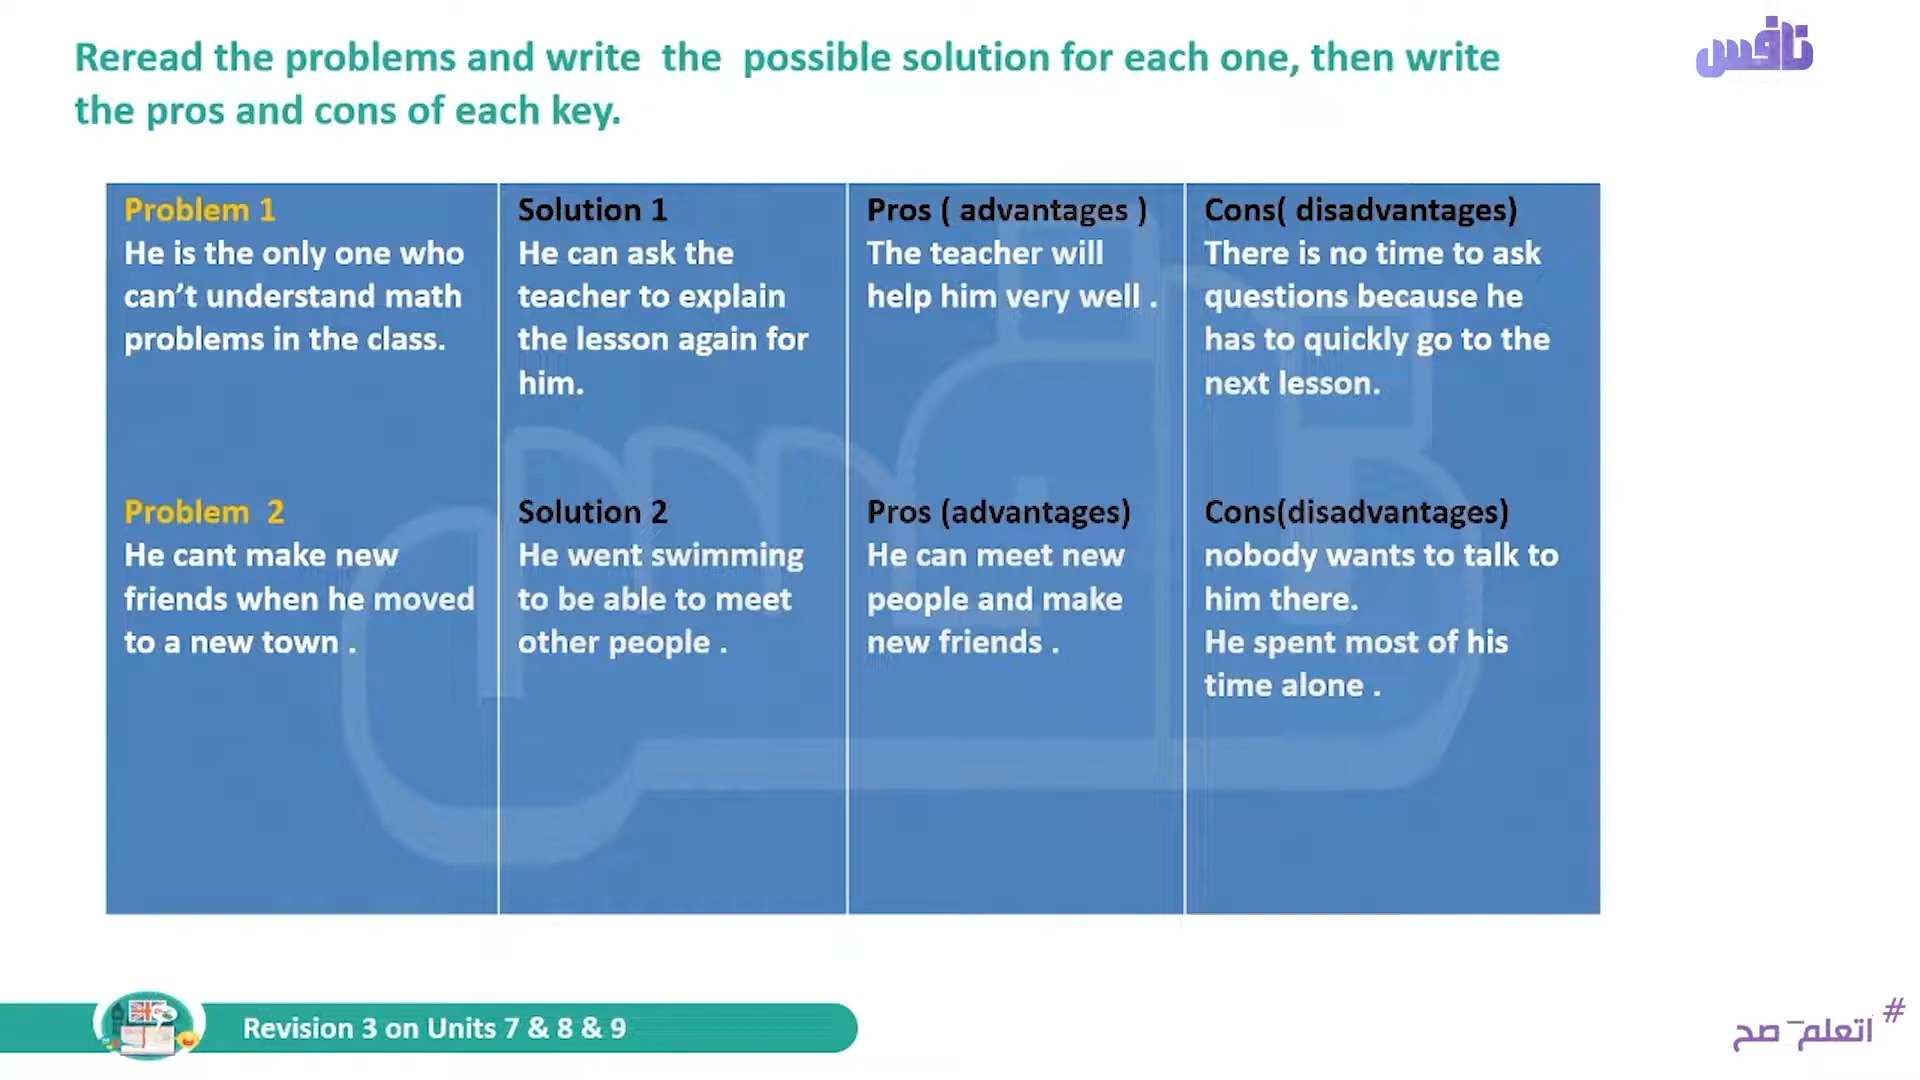 Reread the problems and write the possible solution for each one, then write
the pros and cons of each key.
نافس
Problem 1
He is the only one who
can't understand math
problems in the class.
Solution 1
He can ask the
teacher to explain
the lesson again for
him.
Pros ( advantages )
The teacher will
help him very well .
Cons( disadvantages)
There is no time to ask
questions because he
has to quickly go to the
next lesson.
Problem 2
He cant make new
friends when he moved
to a new town .
Solution 2
He went swimming
to be able to meet
other people .
Pros (advantages)
He can meet new
people and make
new friends .
Cons(disadvantages)
nobody wants to talk to
him there.
He spent most of his
time alone .
Revision 3 on Units 7 & 8 & 9
#اتعلم_صح